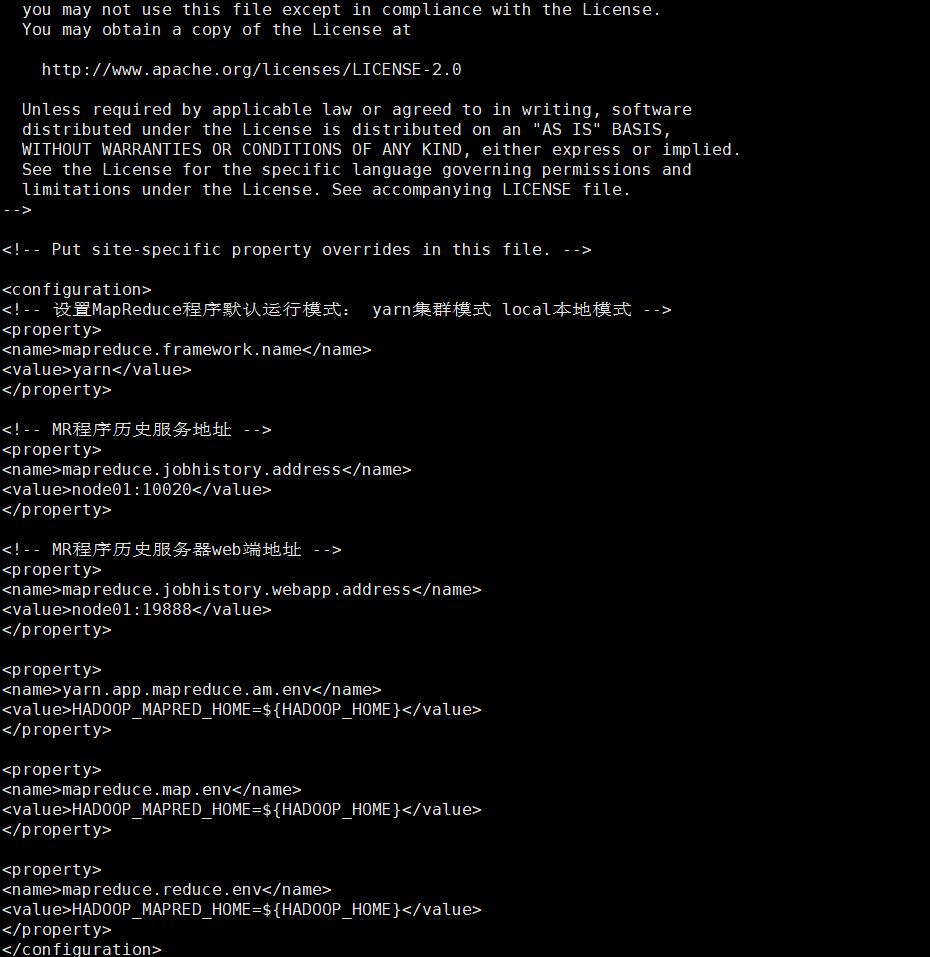 you may not use this file except in compliance with the License.
You may obtain a copy of the License at
http://www.apache.org/licenses/LICENSE-2.0
Unless required by applicable law or agreed to in writing, software
distributed under the License is distributed on an "AS IS" BASIS,
WITHOUT WARRANTIES OR CONDITIONS OF ANY KIND, either express or implied.
See the License for the specific language governing permissions and
limitations under the License. See accompanying LICENSE file.
-->
<!-- Put site-specific property overrides in this file. -->
<configuration>
<!-- 设置MapReduce程序默认运行模式： yarn集群模式 local本地模式 -->
<property>
<name>mapreduce.framework.name</name>
<value>yarn</value>
</property>
<!-- MR程序历史服务地址 -->
<property>
<name>mapreduce.jobhistory.address</name>
<value>node01:10020</value>
</property>
<!-- MR程序历史服务器web端地址 -->
<property>
<name>mapreduce.jobhistory.webapp.address</name>
<value>node01:19888</value>
</property>
<property>
<name>yarn.app.mapreduce.am.env</name>
<value>HADOOP_MAPRED_HOME=${HADOOP_HOME}</value>
</property>
<property>
<name>mapreduce.map.env</name>
<value>HADOOP_MAPRED_HOME=${HADOOP_HOME}</value>
</property>
<property>
<name>mapreduce.reduce.env</name>
<value>HADOOP_MAPRED_HOME=${HADOOP_HOME}</value>
</property>
</configuration>